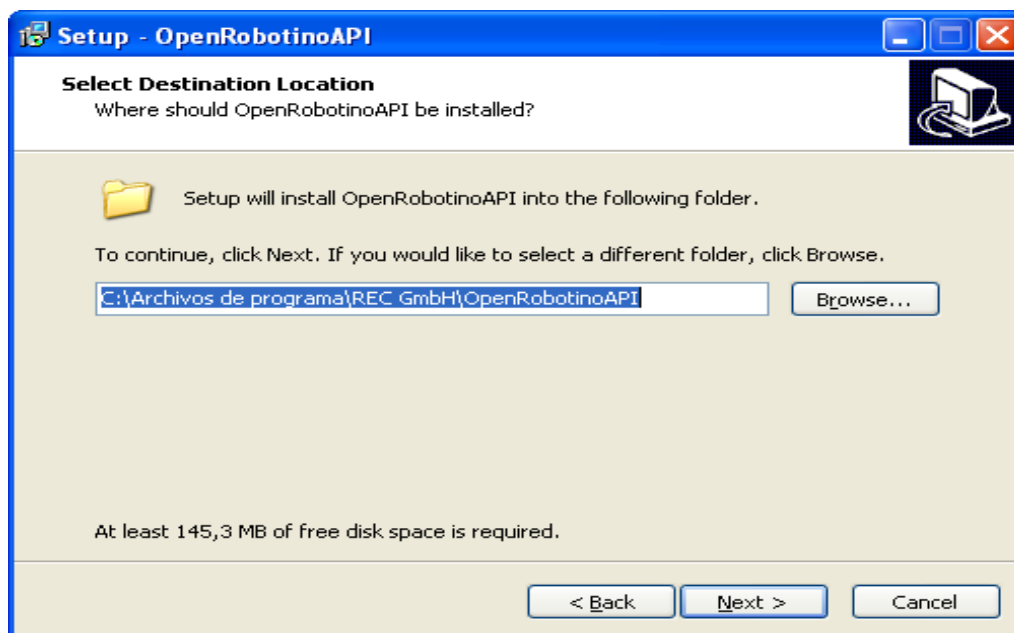 Setup - OpenRobotinoAPI
Select Destination Location
Where should OpenRobotinoAPI be installed?
Setup will install OpenRobotinoAPI into the following folder.
To continue, click Next. If you would like to select a different folder, click Browse.
C:\Archivos de programa\REC GmbH\OpenRobotinoAPI
Browse...
At least 145,3 MB of free disk space is required.
< Back
Next >
Cancel